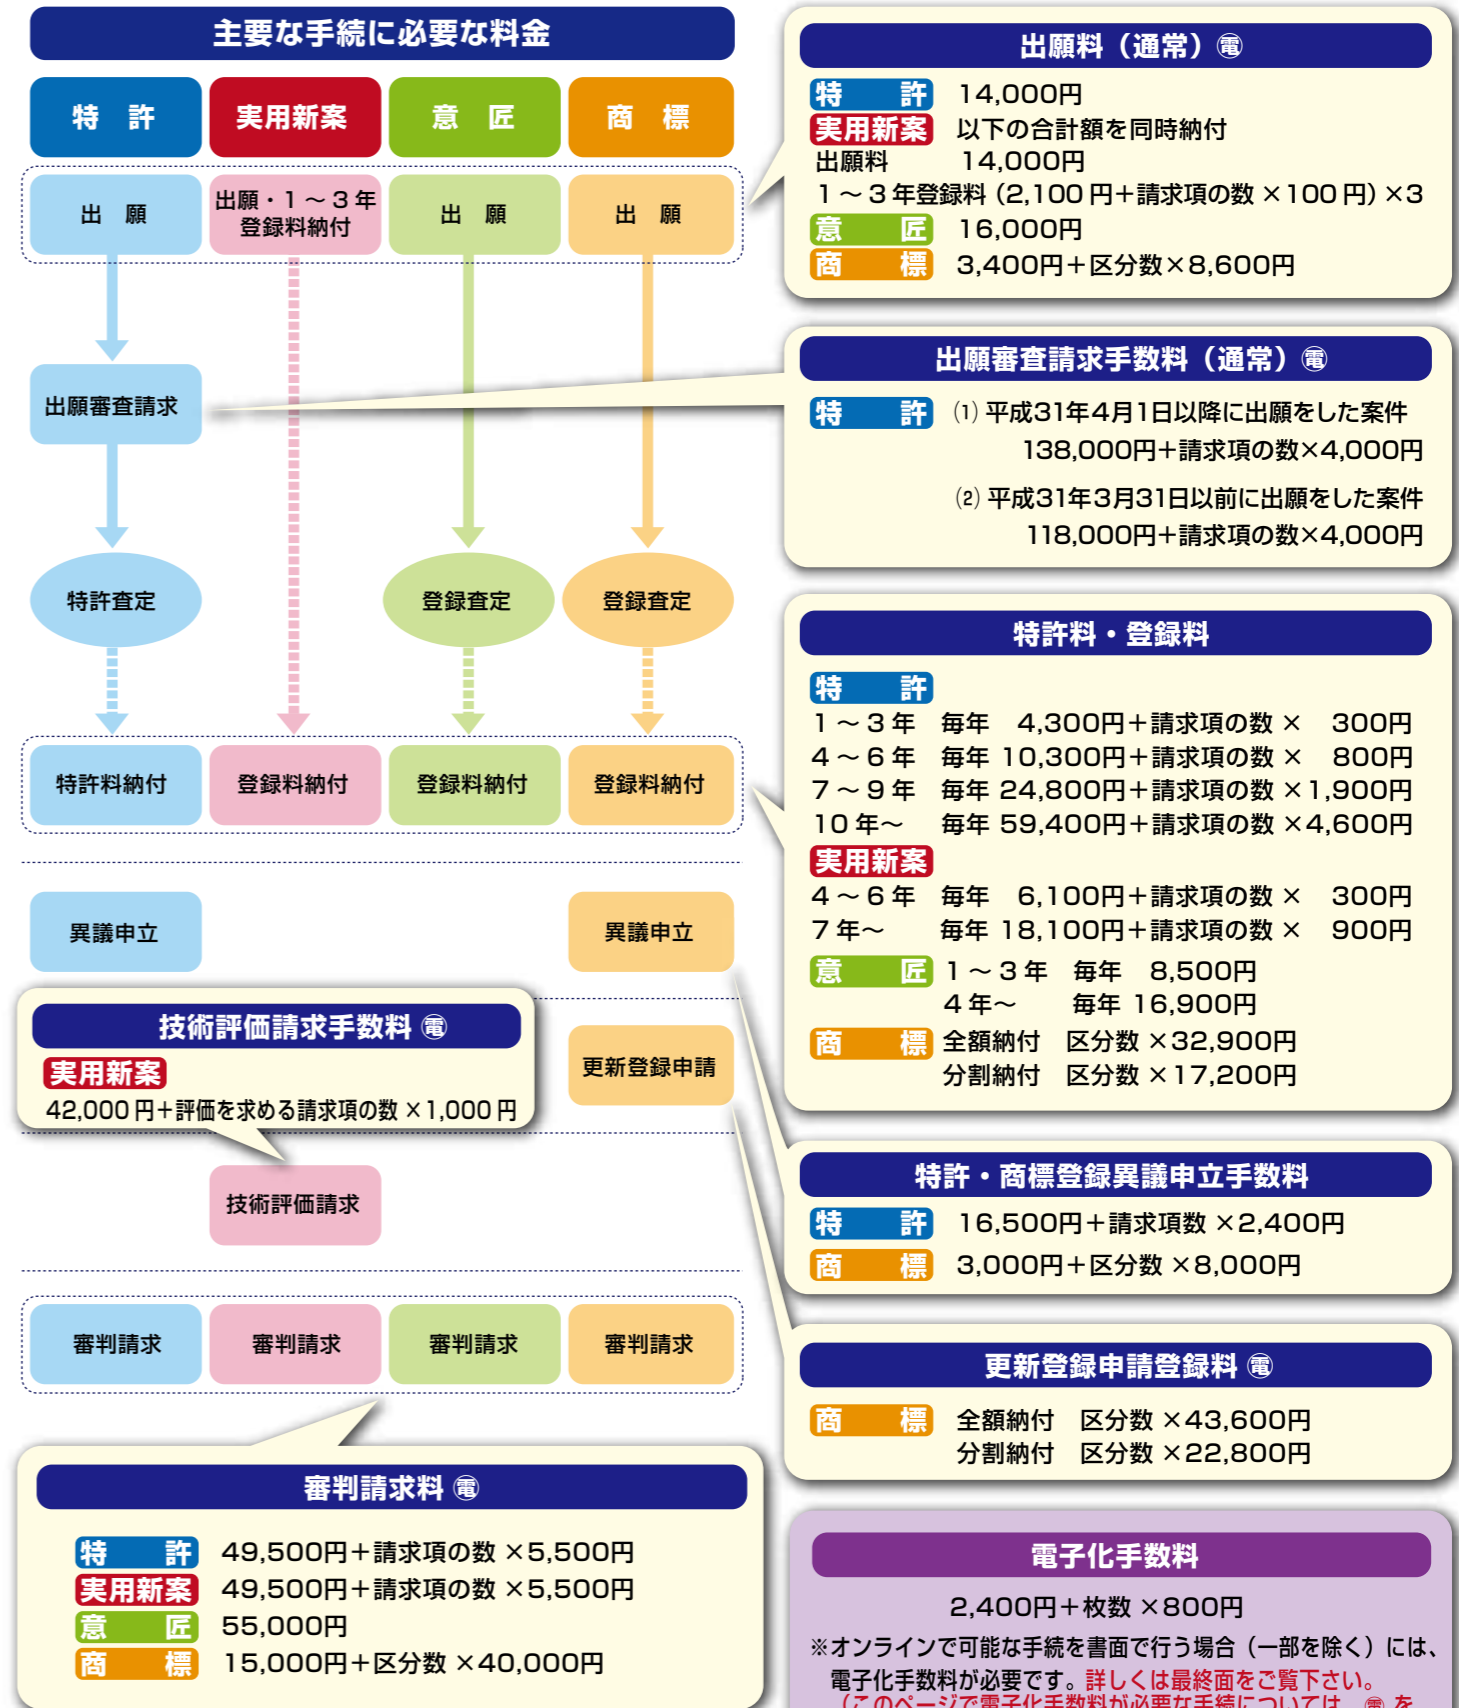 主要な手続に必要な料金
特許 実用新案 意匠 商標
出願 出願・1～3年登録料納付 出願 出願
出願審査請求
特許査定 登録査定 登録査定
特許料納付 登録料納付 登録料納付 登録料納付
異議申立 異議申立
技術評価請求手数料 ㊝
実用新案
42,000円＋評価を求める請求項の数×1,000円
更新登録申請
技術評価請求
審判請求 審判請求 審判請求 審判請求
審判請求料 電
特許 49,500円＋請求項の数×5,500円
実用新案 49,500円＋請求項の数×5,500円
意匠 55,000円
商標 15,000円＋区分数×40,000円
出願料（通常）電
特許 14,000円
実用新案 以下の合計額を同時納付
出願料 14,000円
1～3年登録料（2,100円＋請求項の数×100円）×3
意匠 16,000円
商標 3,400円＋区分数×8,600円
出願審査請求手数料（通常）電
特許 ⑴ 平成31年4月1日以降に出願をした案件
138,000円＋請求項の数×4,000円
⑵ 平成31年3月31日以前に出願をした案件
118,000円＋請求項の数×4,000円
特許料・登録料
特許
1～3年 毎年 4,300円＋請求項の数× 300円
4～6年 毎年 10,300円＋請求項の数× 800円
7～9年 毎年 24,800円＋請求項の数×1,900円
10年～ 毎年 59,400円＋請求項の数×4,600円
実用新案
4～6年 毎年 6,100円＋請求項の数× 300円
7年～ 毎年 18,100円＋請求項の数× 900円
意匠 1～3年 毎年 8,500円
4年～ 毎年 16,900円
商標 全額納付 区分数×32,900円
分割納付 区分数×17,200円
特許・商標登録異議申立手数料
特許 16,500円＋請求項数×2,400円
商標 3,000円＋区分数×8,000円
更新登録申請登録料 電
商標 全額納付 区分数×43,600円
分割納付 区分数×22,800円
電子化手数料
2,400円＋枚数×800円
※オンラインで可能な手続を書面で行う場合（一部を除く）には、
電子化手数料が必要です。詳しくは最終面をご覧下さい。
（このページで電子化手数料が必要な手続については、電を